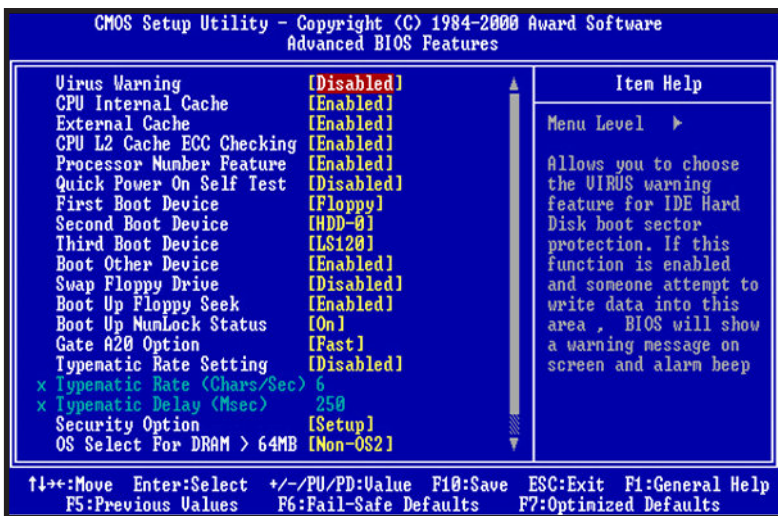 CMOS Setup Utility - Copyright (C) 1984-2000 Award Software
Advanced BIOS Features
Virus Warning [Disabled]
CPU Internal Cache [Enabled]
External Cache [Enabled]
CPU L2 Cache ECC Checking [Enabled]
Processor Number Feature [Enabled]
Quick Power On Self Test [Disabled]
First Boot Device [Floppy]
Second Boot Device [HDD-0]
Third Boot Device [LS120]
Boot Other Device [Enabled]
Swap Floppy Drive [Disabled]
Boot Up Floppy Seek [Enabled]
Boot Up NumLock Status [On]
Gate A20 Option [Fast]
Typematic Rate Setting [Disabled]
x Typematic Rate (Chars/Sec) 6
x Typematic Delay (Msec) 250
Security Option [Setup]
OS Select For DRAM > 64MB [Non-OS2]
Item Help
Menu Level ▶
Allows you to choose
the VIRUS warning
feature for IDE Hard
Disk boot sector
protection. If this
function is enabled
and someone attempt to
write data into this
area , BIOS will show
a warning message on
screen and alarm beep
↑↓→←:Move Enter:Select +/-/PU/PD:Value F10:Save ESC:Exit F1:General Help
F5:Previous Values F6:Fail-Safe Defaults F7:Optimized Defaults